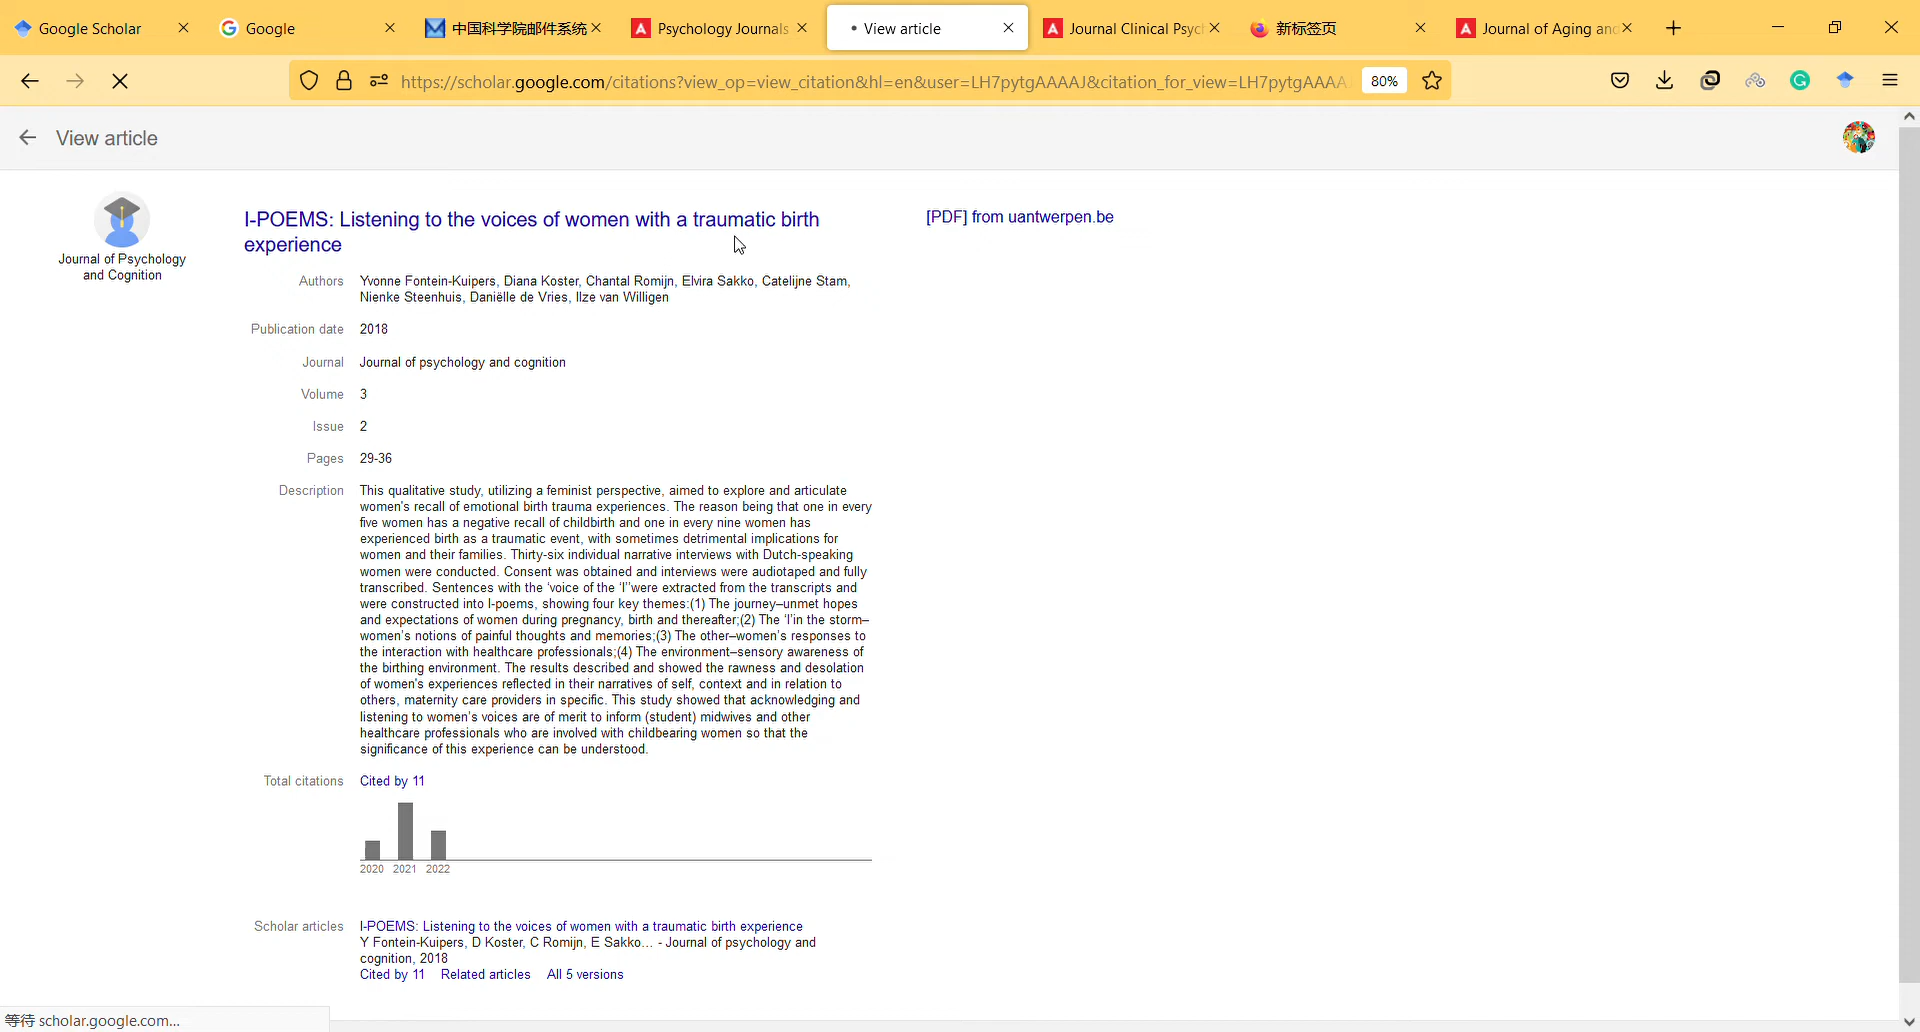 Google Scholar
Google
中国科学院邮件系统
Psychology Journals
View article
Journal Clinical Psyc
新标签页
Journal of Aging and
https://scholar.google.com/citations?view_op=view_citation&hl=en&user=LH7pytgAAAAJ&citation_for_view=LH7pytgAAAA
80%
View article
Journal of Psychology
and Cognition
I-POEMS: Listening to the voices of women with a traumatic birth
experience
[PDF] from uantwerpen.be
Authors Yvonne Fontein-Kuipers, Diana Koster, Chantal Romijn, Elvira Sakko, Catelijne Stam,
Nienke Steenhuis, Daniëlle de Vries, Ilze van Willigen
Publication date 2018
Journal Journal of psychology and cognition
Volume 3
Issue 2
Pages 29-36
Description This qualitative study, utilizing a feminist perspective, aimed to explore and articulate
women's recall of emotional birth trauma experiences. The reason being that one in every
five women has a negative recall of childbirth and one in every nine women has
experienced birth as a traumatic event, with sometimes detrimental implications for
women and their families. Thirty-six individual narrative interviews with Dutch-speaking
women were conducted. Consent was obtained and interviews were audiotaped and fully
transcribed. Sentences with the ‘voice of the ‘I’’were extracted from the transcripts and
were constructed into I-poems, showing four key themes:(1) The journey–unmet hopes
and expectations of women during pregnancy, birth and thereafter;(2) The ‘I’in the storm–
women’s notions of painful thoughts and memories;(3) The other–women’s responses to
the interaction with healthcare professionals;(4) The environment–sensory awareness of
the birthing environment. The results described and showed the rawness and desolation
of women's experiences reflected in their narratives of self, context and in relation to
others, maternity care providers in specific. This study showed that acknowledging and
listening to women’s voices are of merit to inform (student) midwives and other
healthcare professionals who are involved with childbearing women so that the
significance of this experience can be understood.
Total citations Cited by 11
2020 2021 2022
Scholar articles I-POEMS: Listening to the voices of women with a traumatic birth experience
Y Fontein-Kuipers, D Koster, C Romijn, E Sakko… - Journal of psychology and
cognition, 2018
Cited by 11 Related articles All 5 versions
等待 scholar.google.com...